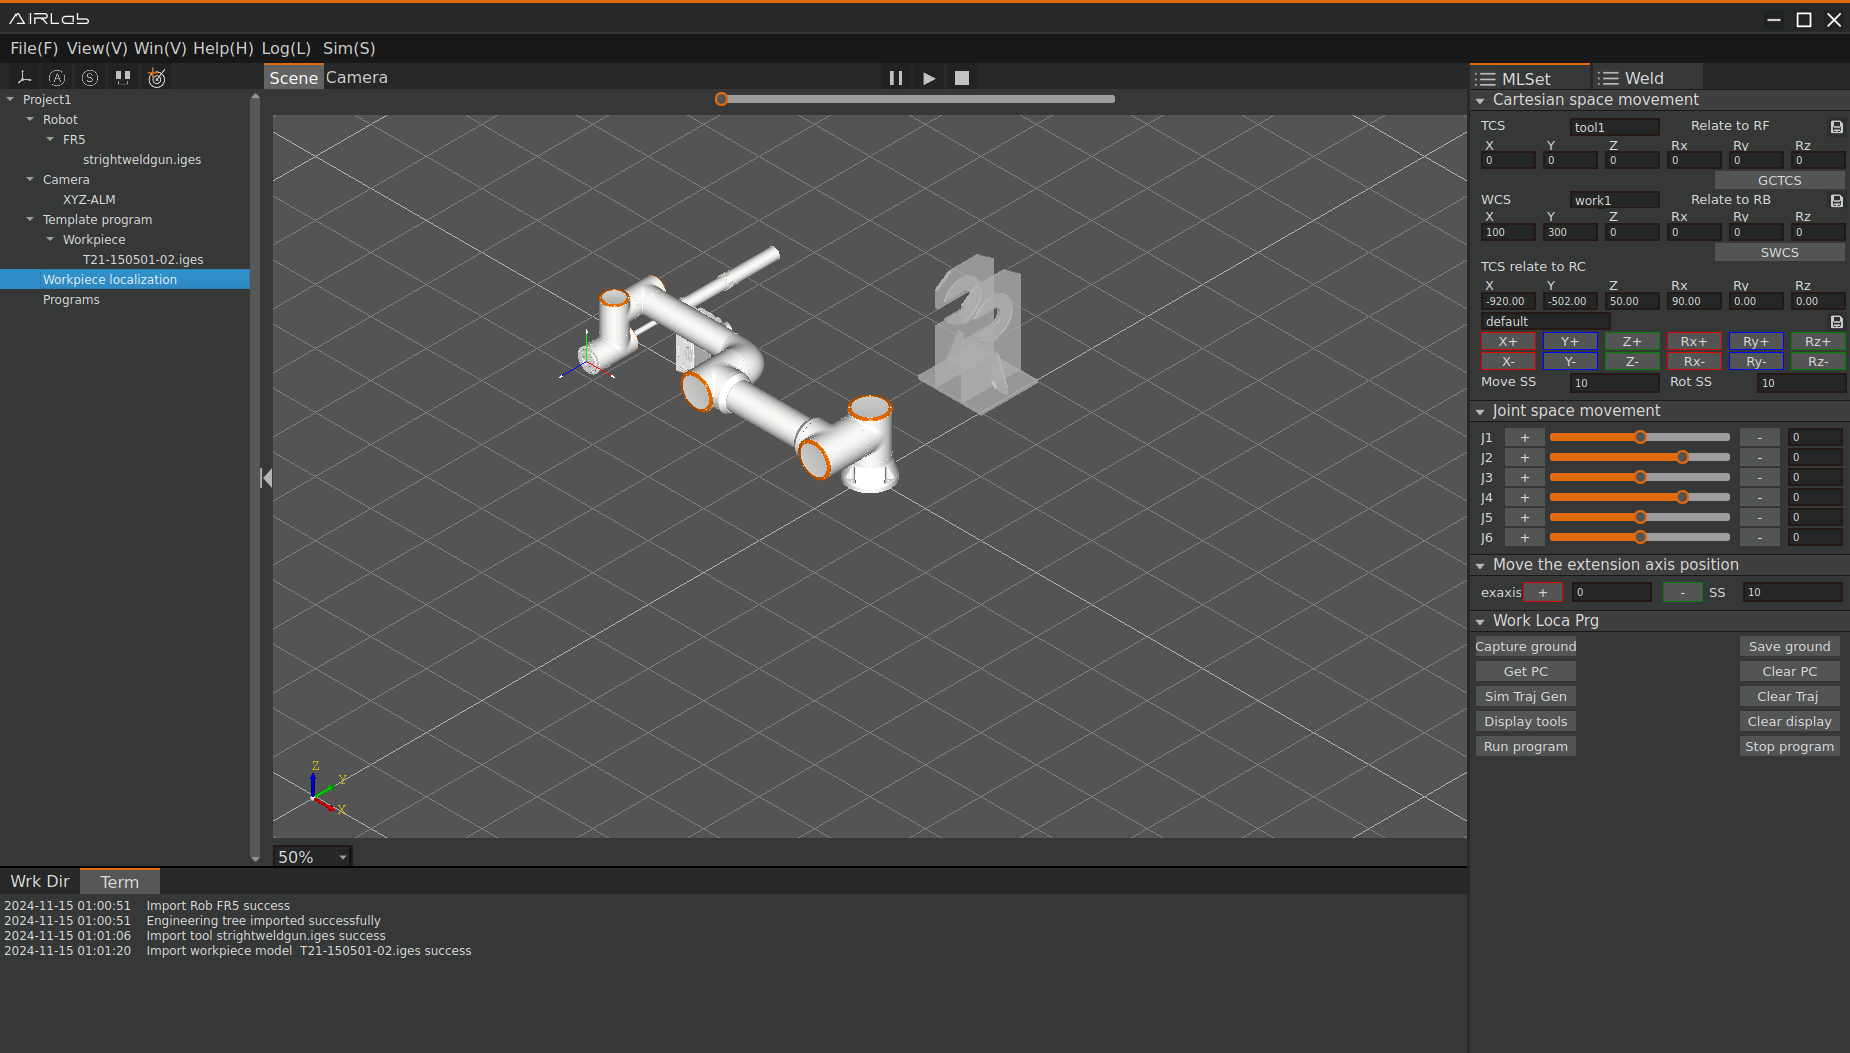 AIRLab
File(F) View(V) Win(V) Help(H) Log(L) Sim(S)
A S
Scene Camera
MLSet Weld
Project1
Robot
FR5
strightweldgun.iges
Camera
XYZ-ALM
Template program
Workpiece
T21-150501-02.iges
Workpiece localization
Programs
Z
Y
X
50%
Cartesian space movement
TCS tool1 Relate to RF
X Y Z Rx Ry Rz
0 0 0 0 0 0
GCTCS
WCS work1 Relate to RB
X Y Z Rx Ry Rz
100 300 0 0 0 0
SWCS
TCS relate to RC
X Y Z Rx Ry Rz
-920.00 -502.00 50.00 90.00 0.00 0.00
default
X+ Y+ Z+ Rx+ Ry+ Rz+
X- Y- Z- Rx- Ry- Rz-
Move SS 10 Rot SS 10
Joint space movement
J1 + - 0
J2 + - 0
J3 + - 0
J4 + - 0
J5 + - 0
J6 + - 0
Move the extension axis position
exaxis + 0 - SS 10
Work Loca Prg
Capture ground Save ground
Get PC Clear PC
Sim Traj Gen Clear Traj
Display tools Clear display
Run program Stop program
Wrk Dir Term
2024-11-15 01:00:51 Import Rob FR5 success
2024-11-15 01:00:51 Engineering tree imported successfully
2024-11-15 01:01:06 Import tool strightweldgun.iges success
2024-11-15 01:01:20 Import workpiece model T21-150501-02.iges success